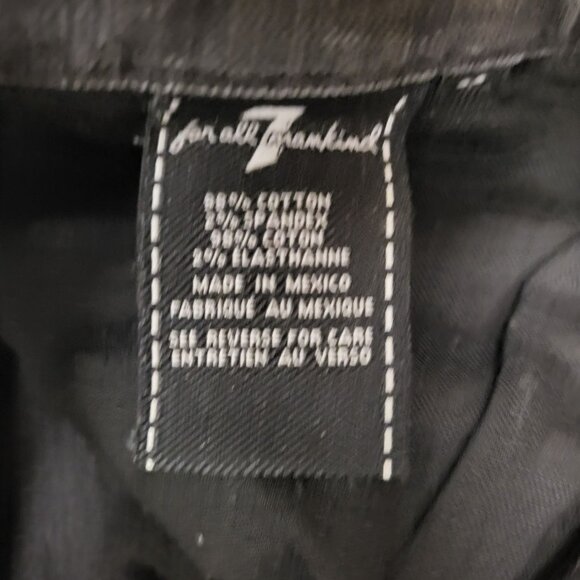 7
for all mankind
98% COTTON
2% SPANDEX
98% COTON
2% ELASTHANNE
MADE IN MEXICO
FABRIQUE AU MEXIQUE
SEE REVERSE FOR CARE
ENTRETIEN AU VERSO